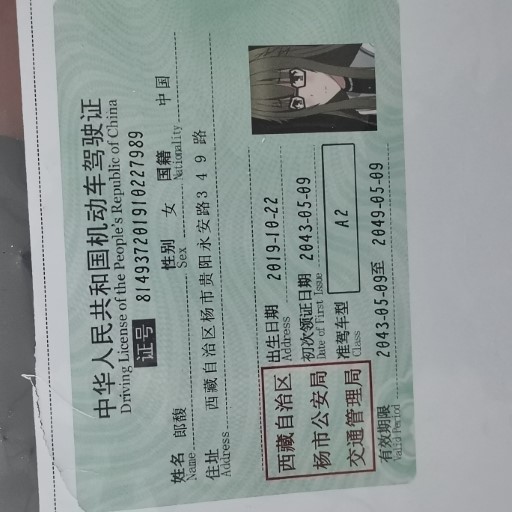 中华人民共和国机动车驾驶证
Driving License of the People's Republic of China
证号 814937201910227989
姓名 郎馥 性别 女 国籍 中国
Name Sex Nationality
住址 西藏自治区杨市贵阳永安路349 路
Address
出生日期 2019-10-22
Address
初次领证日期 2043-05-09
Date of First Issue
准驾车型 A2
Class
西藏自治区
杨市公安局
交通管理局
有效期限 2043-05-09至 2049-05-09
Valid Period